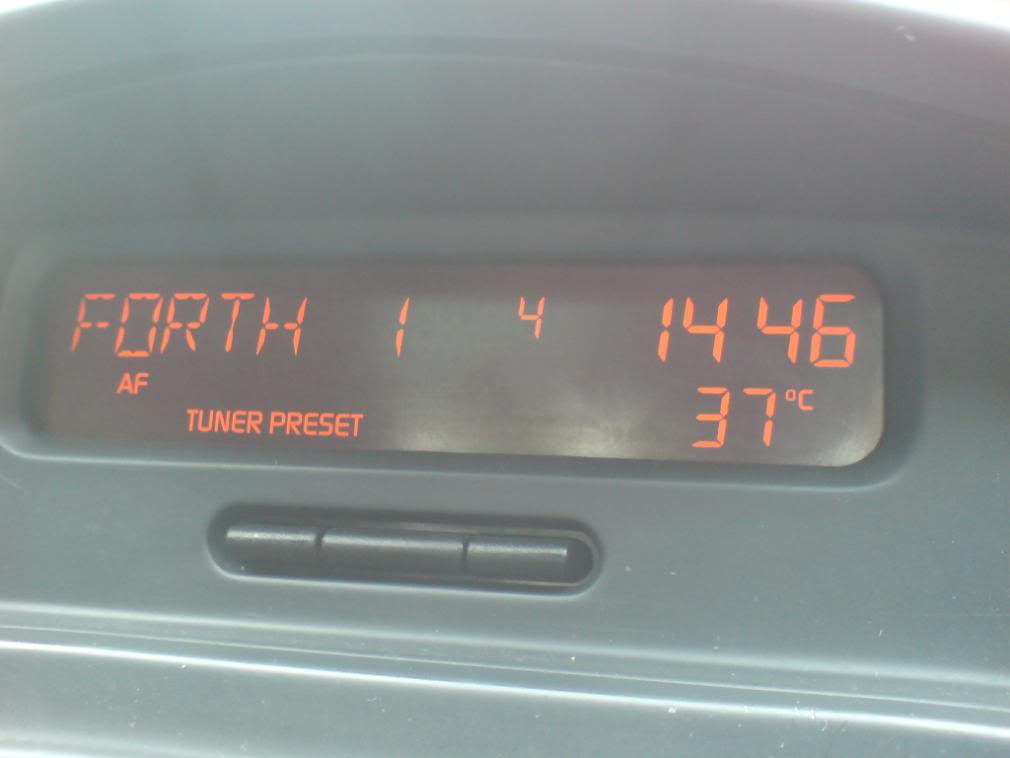 FORTH 1 4 14 46
AF 37 °C
TUNER PRESET